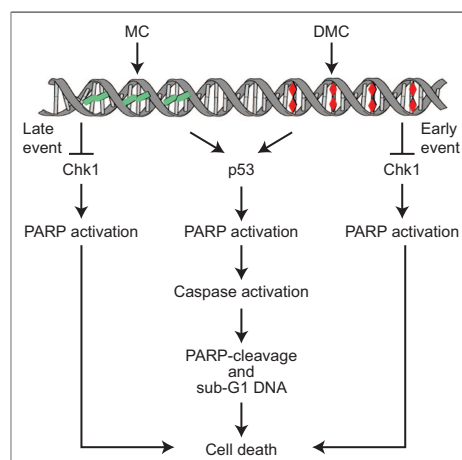 MC
DMC
Late
event
Early
event
Chk1
p53
Chk1
PARP activation
PARP activation
PARP activation
Caspase activation
PARP-cleavage
and
sub-G1 DNA
Cell death